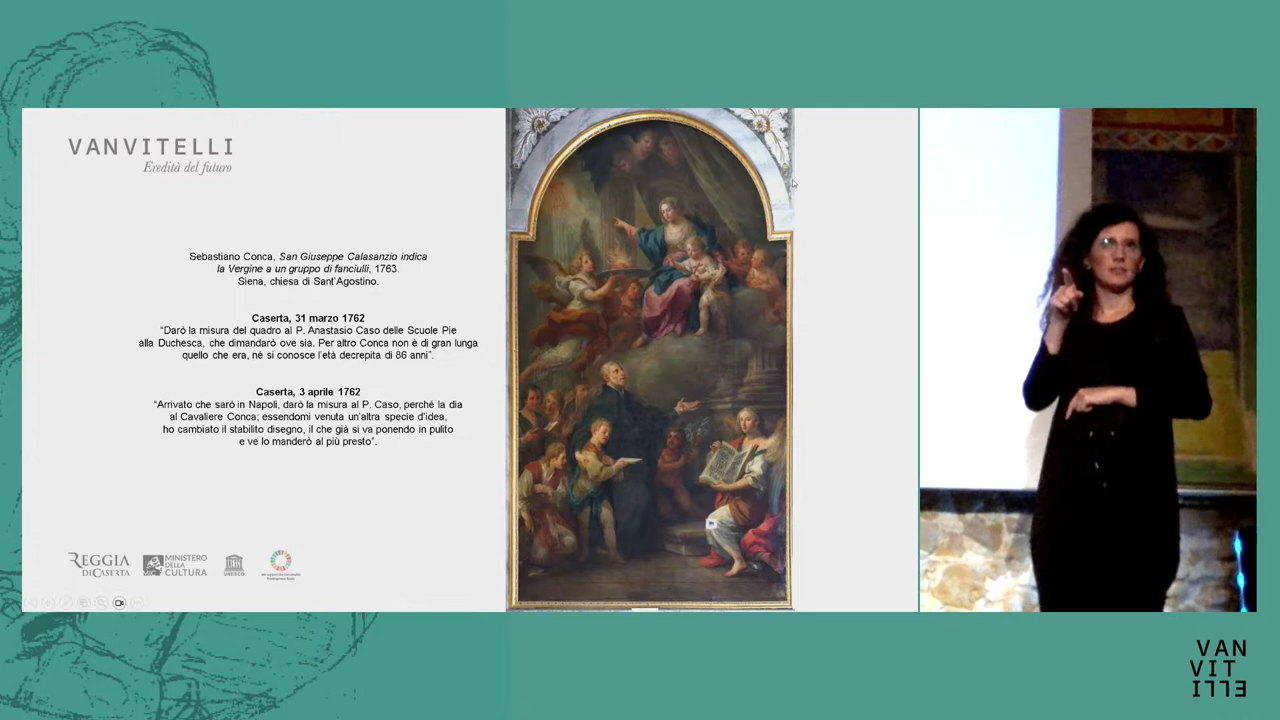 VANVITELLI
Eredità del futuro
Sebastiano Conca, San Giuseppe Calasanzio indica
la Vergine a un gruppo di fanciulli, 1763.
Siena, chiesa di Sant'Agostino.
Caserta, 31 marzo 1762
“Darò la misura del quadro al P. Anastasio Caso delle Scuole Pie
alla Duchesca, che dimandarò ove sia. Per altro Conca non è di gran lunga
quello che era, né si conosce l'età decrepita di 86 anni”.
Caserta, 3 aprile 1762
“Arrivato che sarò in Napoli, darò la misura al P. Caso, perché la dia
al Cavaliere Conca; essendomi venuta un'altra specie d'idea,
ho cambiato il stabilito disegno, il che già si va ponendo in pulito
e ve lo manderò al più presto”.
REGGIA
DI CASERTA
MINISTERO
DELLA
CULTURA
UNESCO
VAN
VIT
ELLI